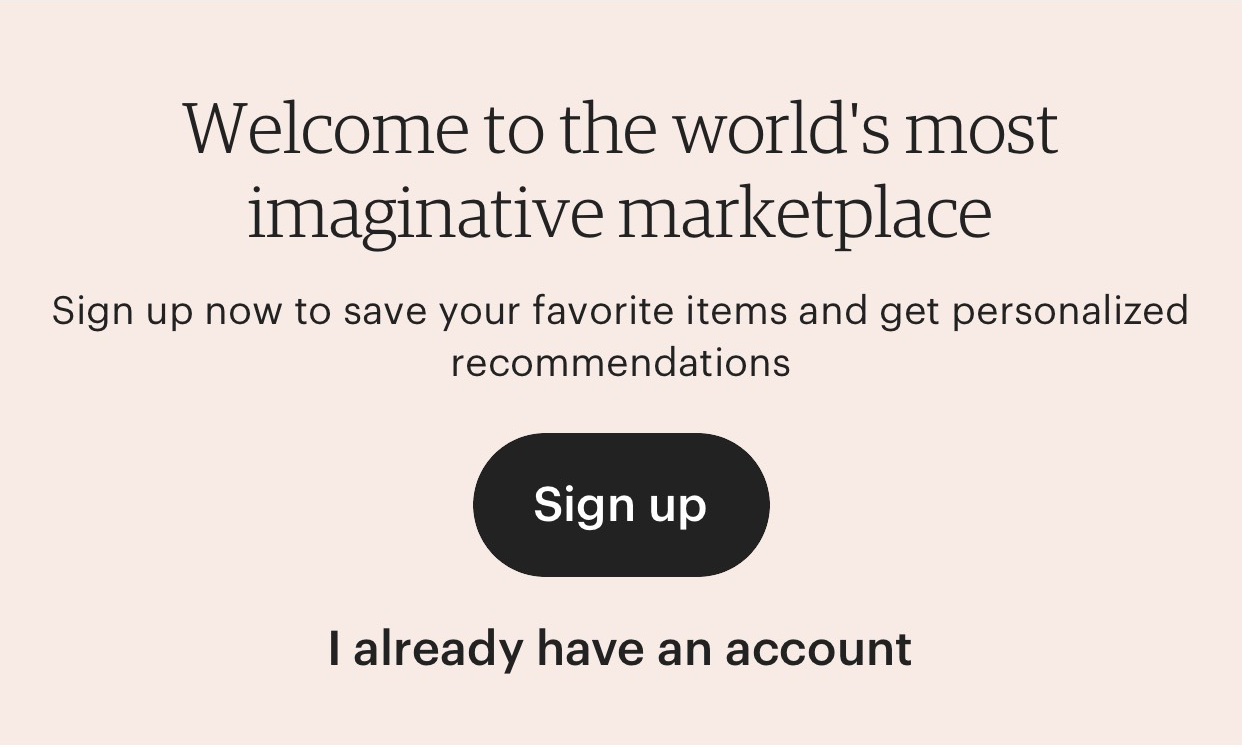 Welcome to the world's most
imaginative marketplace
Sign up now to save your favorite items and get personalized
recommendations
Sign up
I already have an account